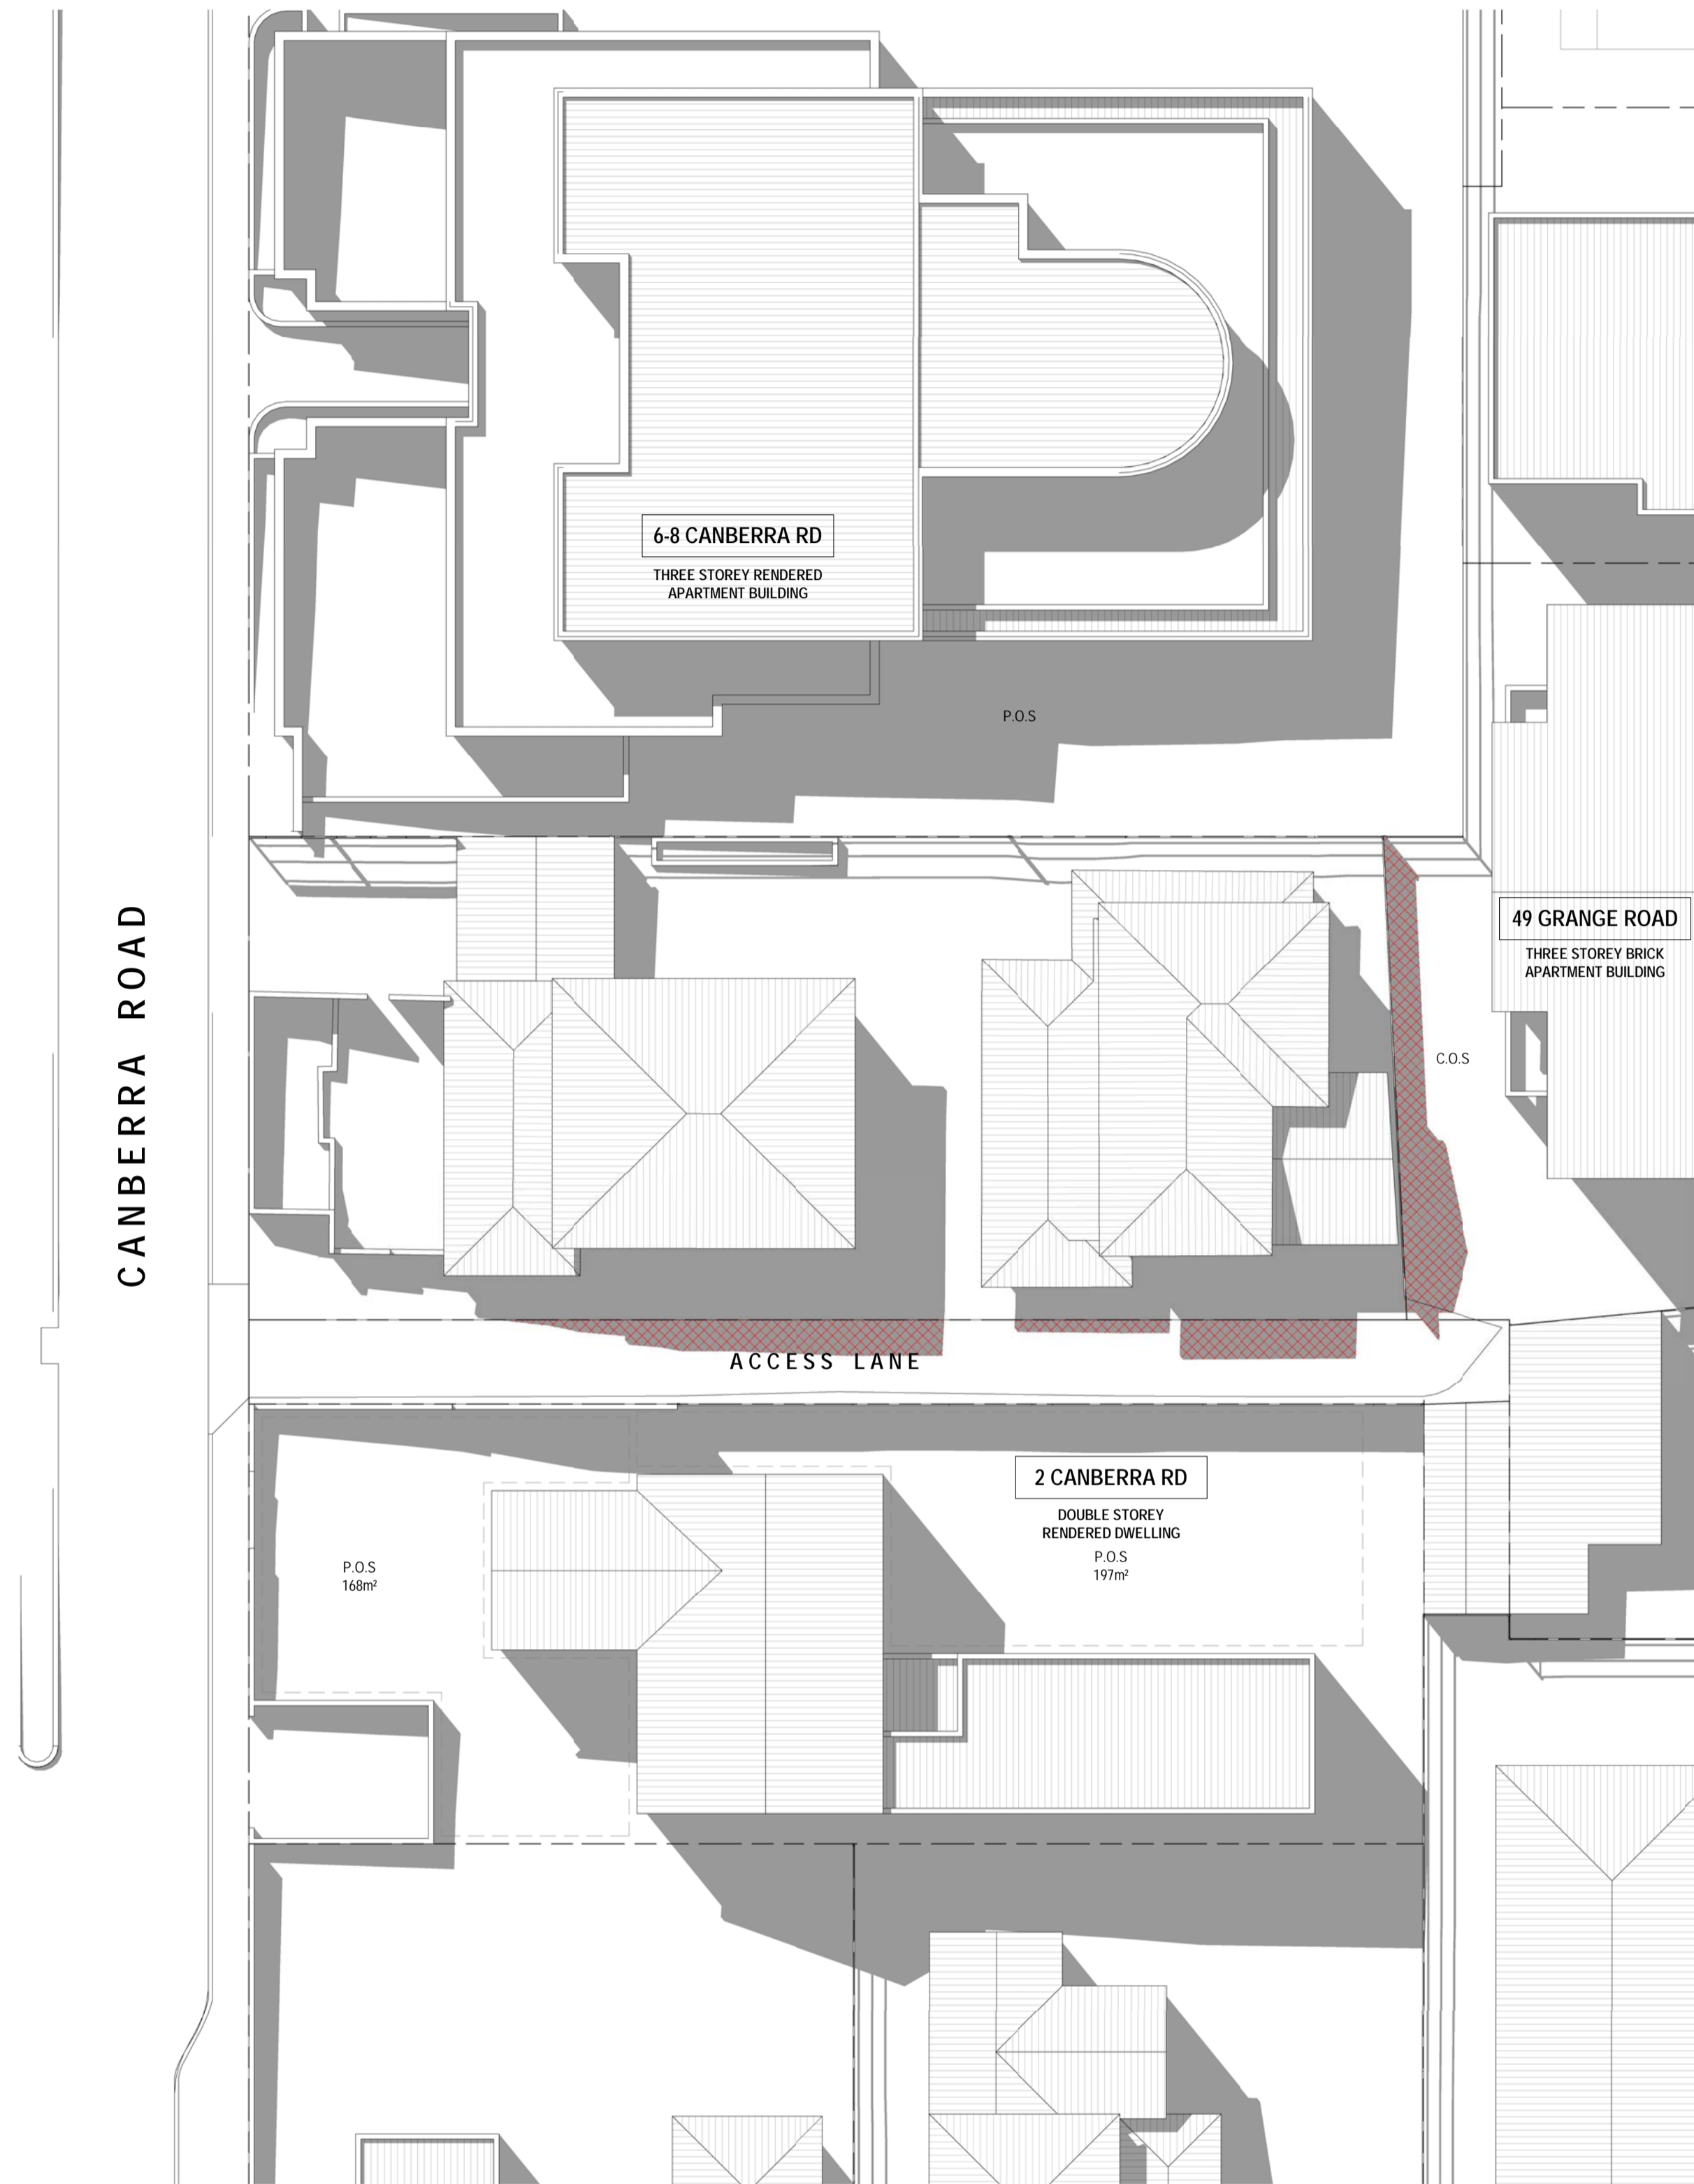 6-8 CANBERRA RD
THREE STOREY RENDERED
APARTMENT BUILDING
P.O.S
CANBERRA ROAD
49 GRANGE ROAD
THREE STOREY BRICK
APARTMENT BUILDING
C.O.S
ACCESS LANE
2 CANBERRA RD
DOUBLE STOREY
RENDERED DWELLING
P.O.S
197m²
P.O.S
168m²